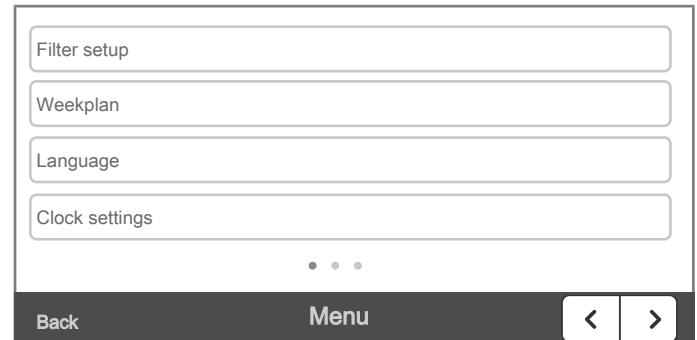 Filter setup
Weekplan
Language
Clock settings
Back Menu